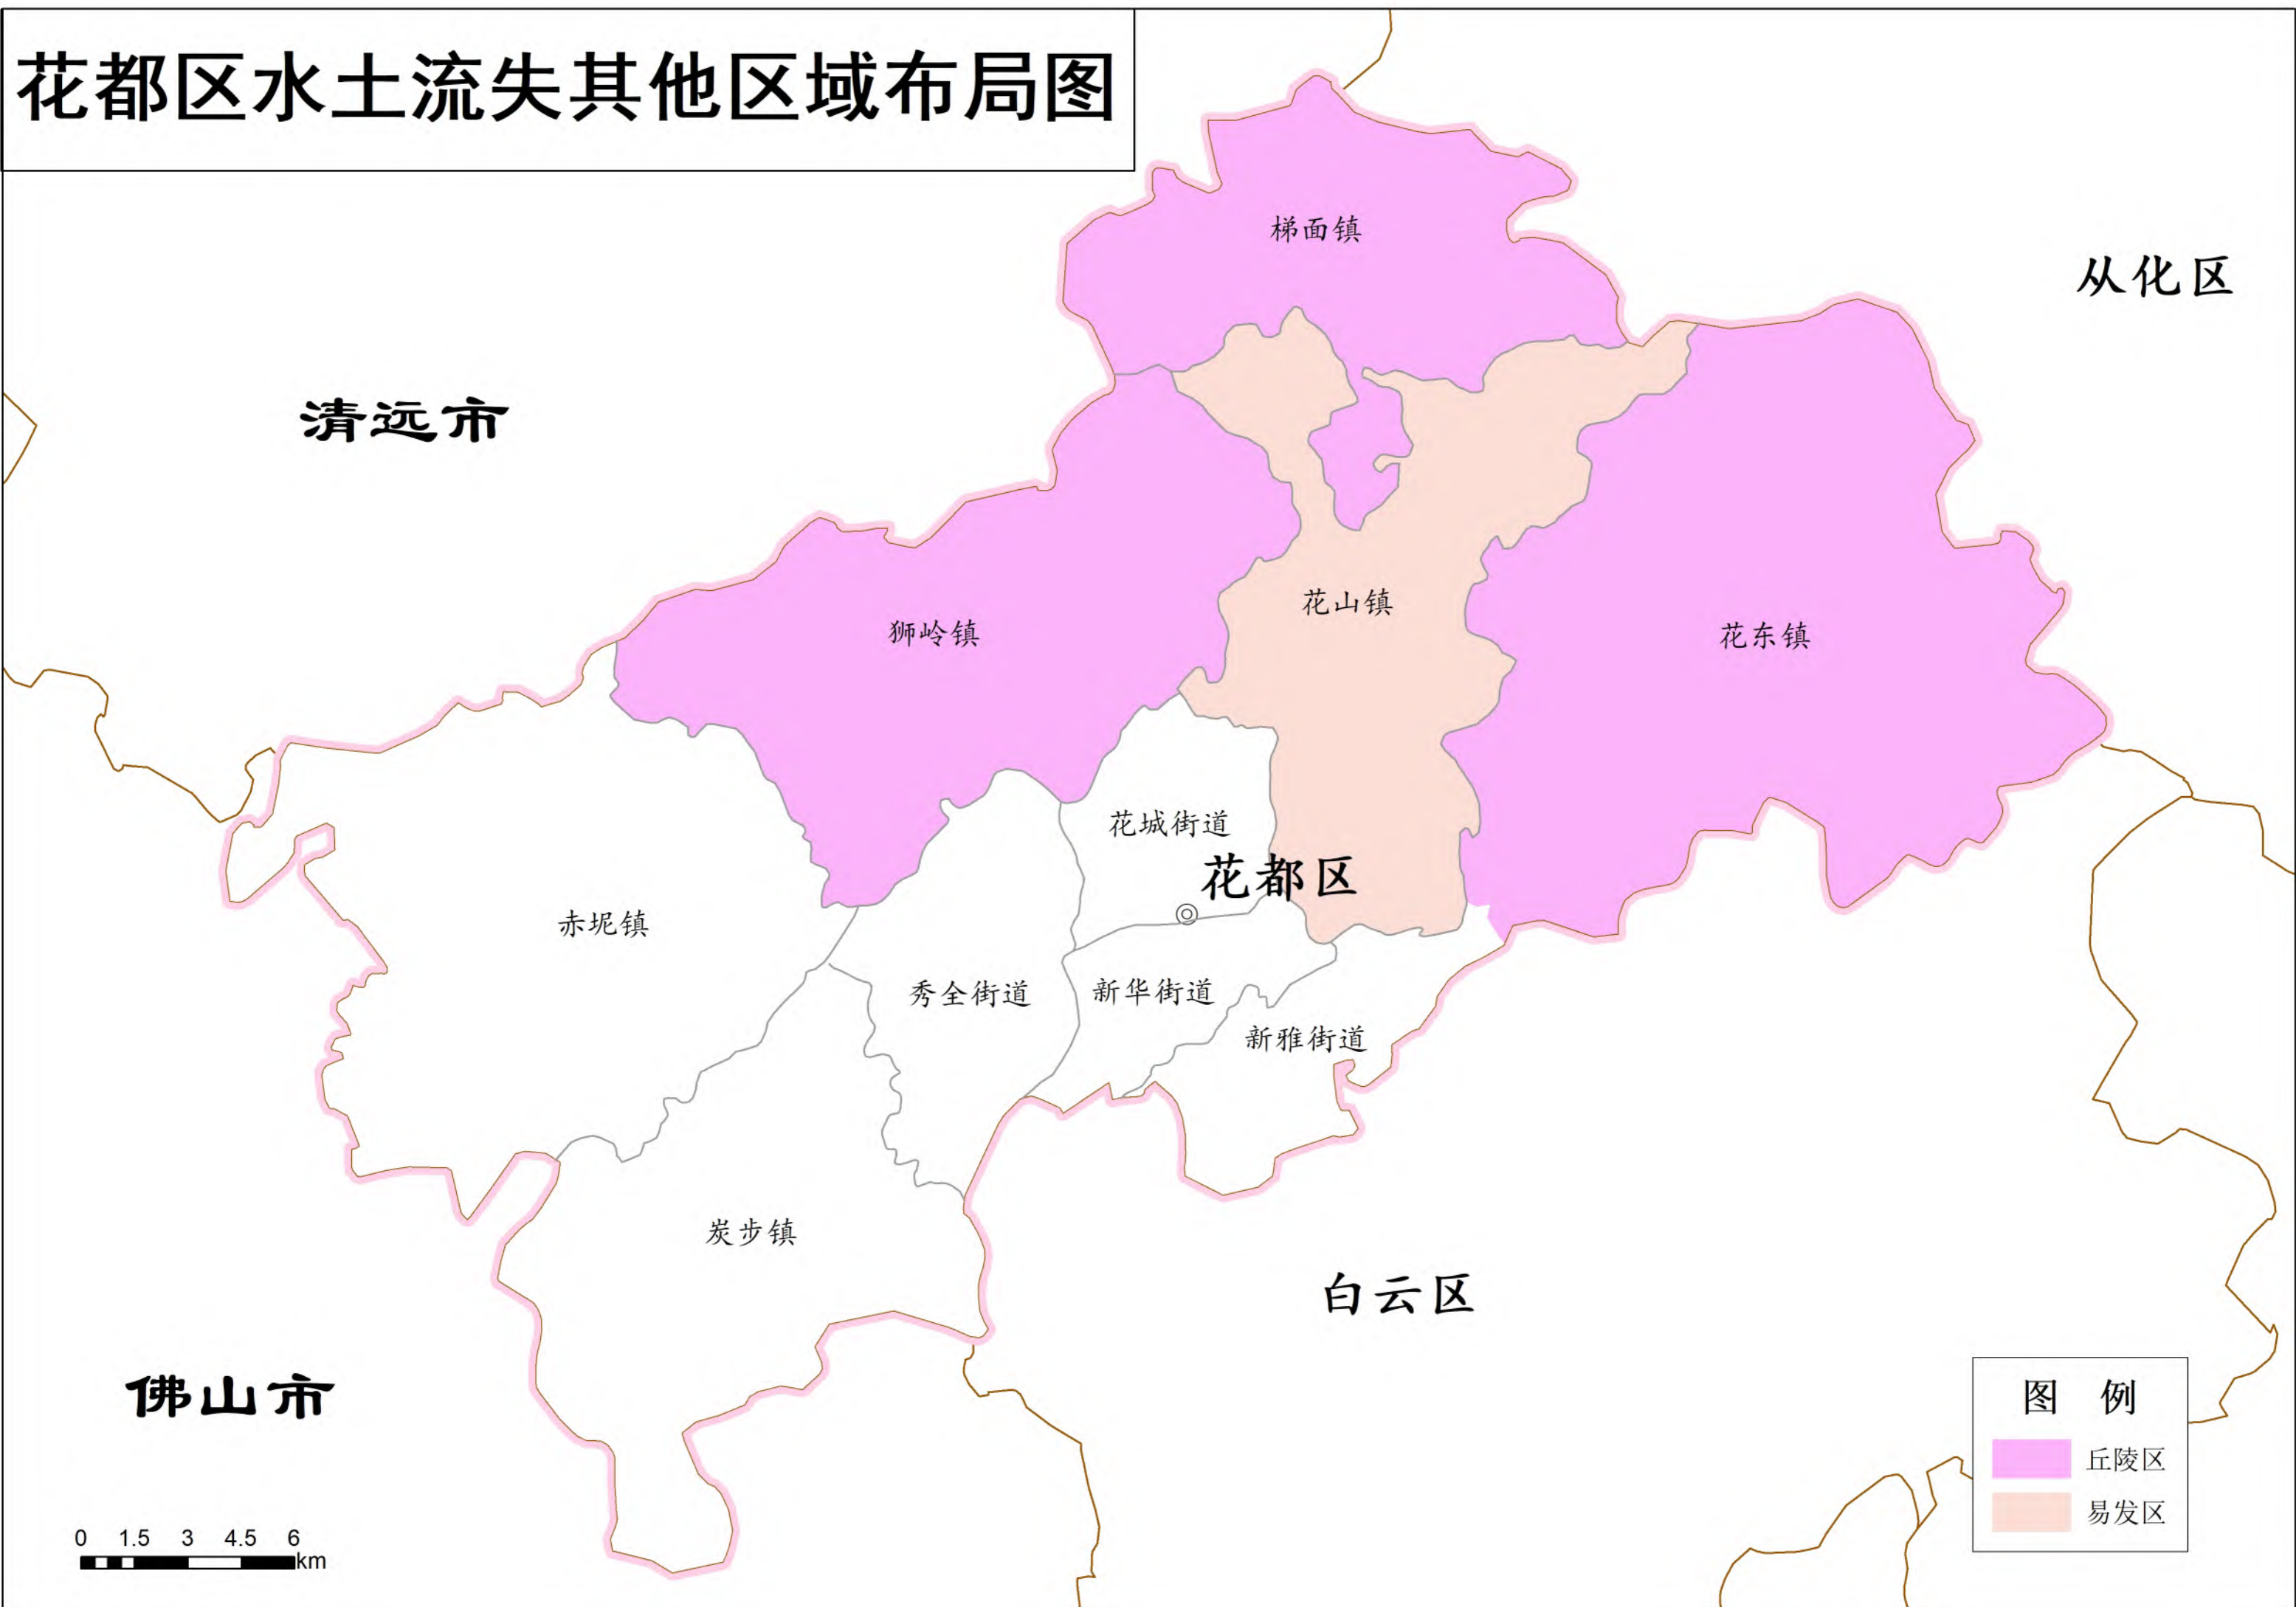 花都区水土流失其他区域布局图
梯面镇
从化区
清远市
花山镇
狮岭镇
花东镇
花城街道
花都区
赤坭镇
秀全街道
新华街道
新雅街道
炭步镇
白云区
佛山市
图 例
丘陵区
易发区
0 1.5 3 4.5 6
km